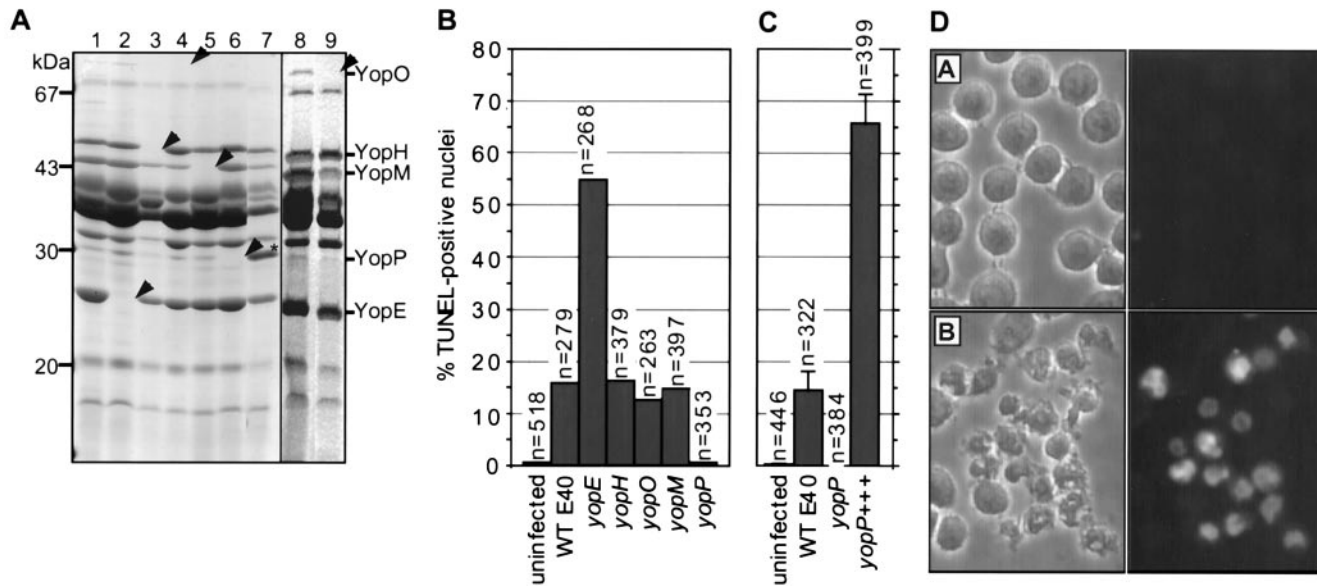 A
1 2 3 4 5 6 7 8 9
kDa
67
43
30
20
*
YopO
YopH
YopM
YopP
YopE
B
% TUNEL-positive nuclei
80
70
60
50
40
30
20
10
0
n=518
n=279
n=268
n=379
n=263
n=397
n=353
uninfected
WT E40
yopE
yopH
yopO
yopM
yopP
C
n=446
n=322
n=384
n=399
uninfected
WT E40
yopP
yopP+++
D
A
B